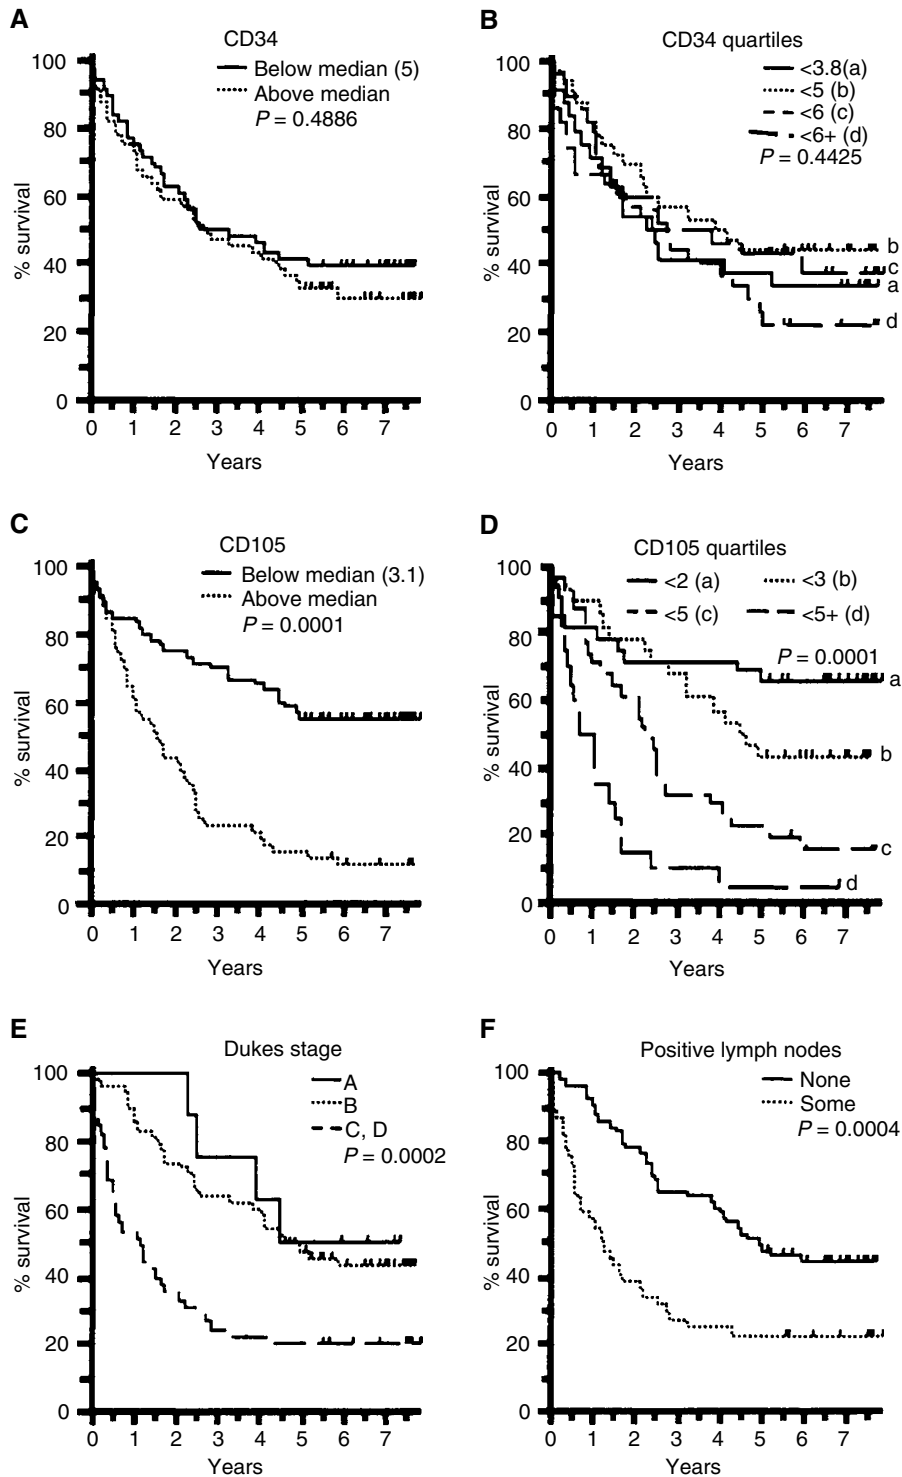 A
CD34
Below median (5)
Above median
P = 0.4886
% survival
100
80
60
40
20
0
0 1 2 3 4 5 6 7
Years
B
CD34 quartiles
<3.8(a)
<5 (b)
<6 (c)
<6+ (d)
P = 0.4425
% survival
100
80
60
40
20
0
b
c
a
d
0 1 2 3 4 5 6 7
Years
C
CD105
Below median (3.1)
Above median
P = 0.0001
% survival
100
80
60
40
20
0
0 1 2 3 4 5 6 7
Years
D
CD105 quartiles
<2 (a) <3 (b)
<5 (c) <5+ (d)
P = 0.0001
% survival
100
80
60
40
20
0
a
b
c
d
0 1 2 3 4 5 6 7
Years
E
Dukes stage
A
B
C, D
P = 0.0002
% survival
100
80
60
40
20
0
0 1 2 3 4 5 6 7
Years
F
Positive lymph nodes
None
Some
P = 0.0004
% survival
100
80
60
40
20
0
0 1 2 3 4 5 6 7
Years